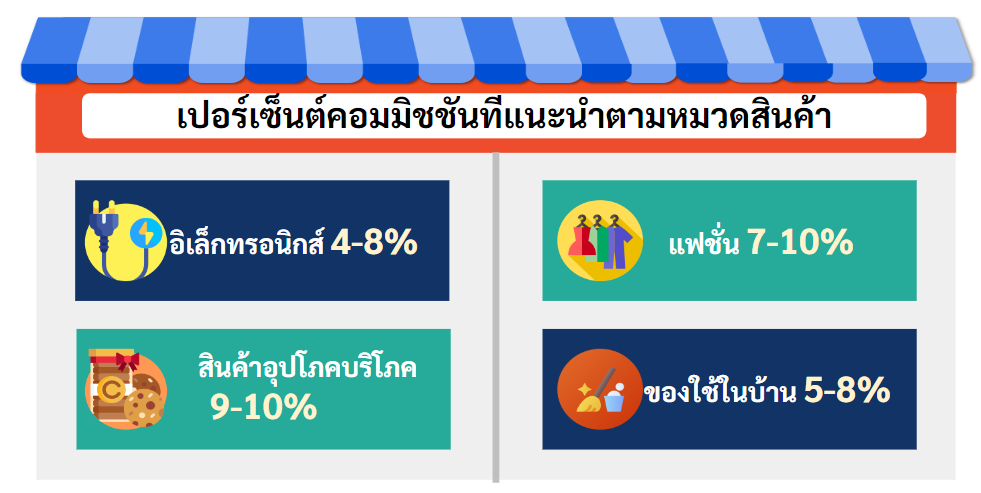 เปอร์เซ็นต์คอมมิชชันที่แนะนำตามหมวดสินค้า
อิเล็กทรอนิกส์ 4-8%
แฟชั่น 7-10%
สินค้าอุปโภคบริโภค
9-10%
ของใช้ในบ้าน 5-8%